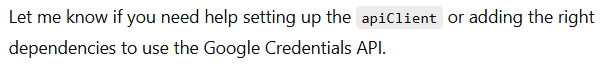 Let me know if you need help setting up the apiClient or adding the right
dependencies to use the Google Credentials API.